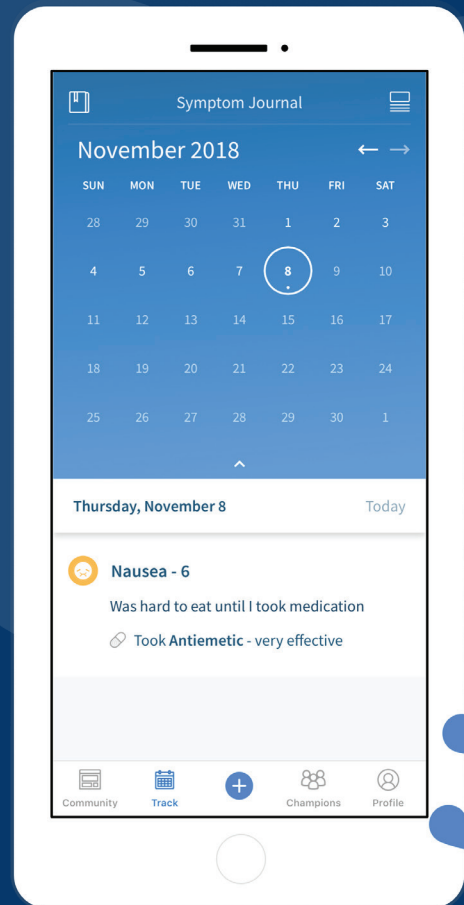 Symptom Journal
November 2018
SUN MON TUE WED THU FRI SAT
28 29 30 31 1 2 3
4 5 6 7 8 9 10
11 12 13 14 15 16 17
18 19 20 21 22 23 24
25 26 27 28 29 30 1
Thursday, November 8 Today
Nausea - 6
Was hard to eat until I took medication
Took Antiemetic - very effective
Community Track Champions Profile